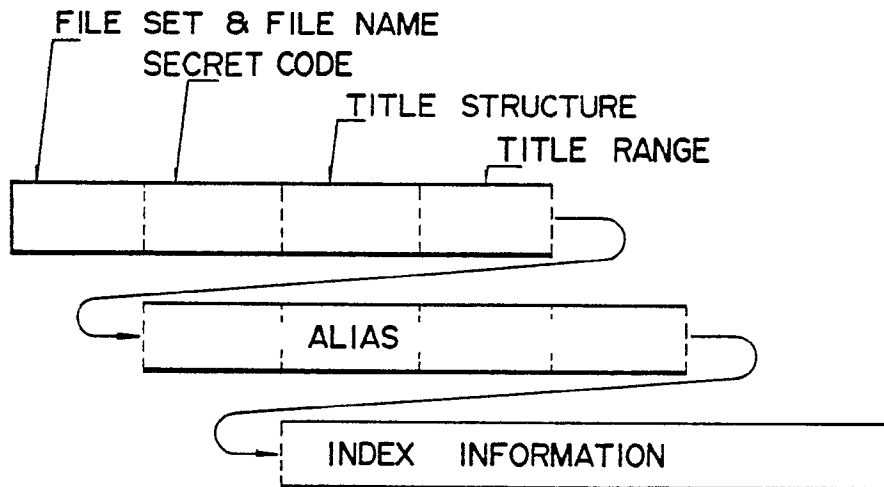 FILE SET & FILE NAME
SECRET CODE
TITLE STRUCTURE
TITLE RANGE
ALIAS
INDEX INFORMATION